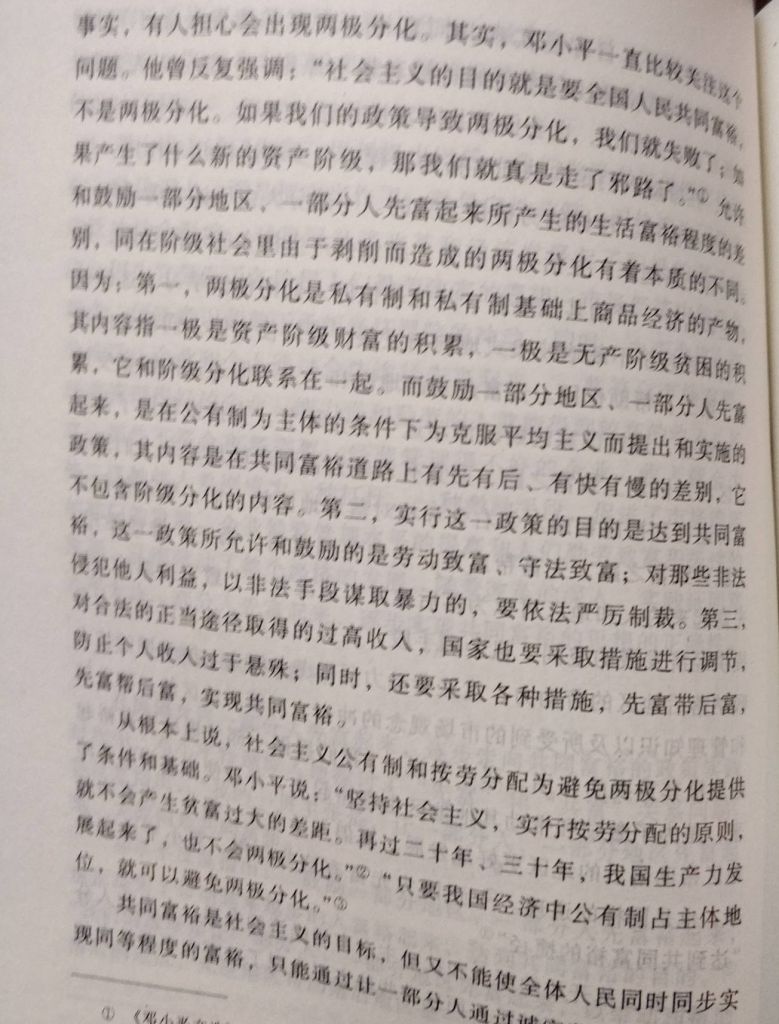 事实，有人担心会出现两极分化。其实，邓小平一直比较关注这个
问题。他曾反复强调：“社会主义的目的就是要全国人民共同富裕，
不是两极分化。如果我们的政策导致两极分化，我们就失败了；如
果产生了什么新的资产阶级，那我们就真是走了邪路了。”① 允许
和鼓励一部分地区、一部分人先富起来所产生的生活富裕程度的差
别，同在阶级社会里由于剥削而造成的两极分化有着本质的不同。
因为：第一，两极分化是私有制和私有制基础上商品经济的产物，
其内容指一极是资产阶级财富的积累，一极是无产阶级贫困的积
累，它和阶级分化联系在一起。而鼓励一部分地区、一部分人先富
起来，是在公有制为主体的条件下为克服平均主义而提出和实施的
政策，其内容是在共同富裕道路上有先有后、有快有慢的差别，它
不包含阶级分化的内容。第二，实行这一政策的目的是达到共同富
裕，这一政策所允许和鼓励的是劳动致富、守法致富；对那些非法
侵犯他人利益，以非法手段谋取暴力的，要依法严厉制裁。第三，
对合法的正当途径取得的过高收入，国家也要采取措施进行调节，
防止个人收入过于悬殊；同时，还要采取各种措施，先富带后富，
先富帮后富，实现共同富裕。
从根本上说，社会主义公有制和按劳分配为避免两极分化提供
了条件和基础。邓小平说：“坚持社会主义，实行按劳分配的原则，
就不会产生贫富过大的差距。再过二十年、三十年，我国生产力发
展起来了，也不会两极分化。”② “只要我国经济中公有制占主体地
位，就可以避免两极分化。”③
共同富裕是社会主义的目标，但又不能使全体人民同时同步实
现同等程度的富裕，只能通过让一部分人通过诚实
① 《邓小平